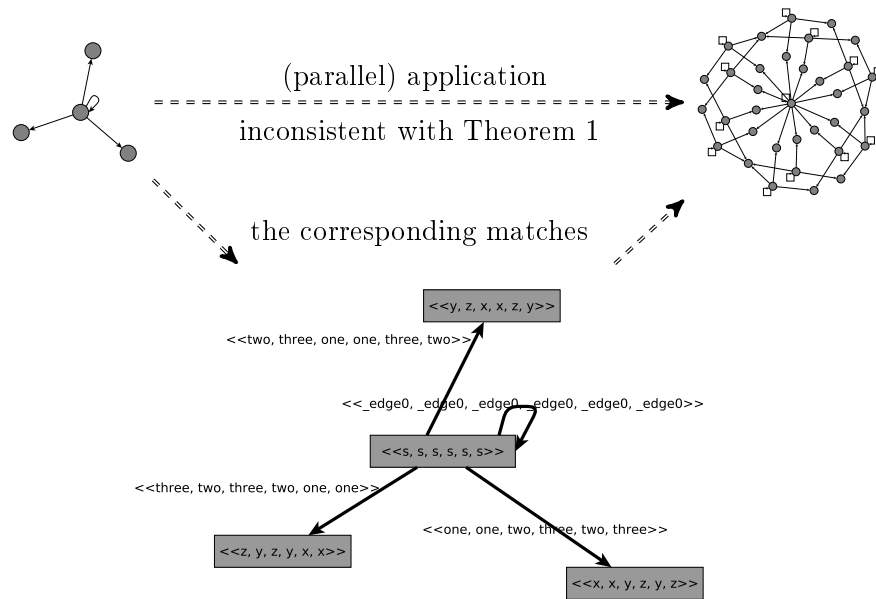 (parallel) application
inconsistent with Theorem 1
the corresponding matches
<<y, z, x, x, z, y>>
<<two, three, one, one, three, two>>
<<_edge0, _edge0, _edge0, _edge0, _edge0, _edge0>>
<<s, s, s, s, s, s>>
<<three, two, three, two, one, one>>
<<one, one, two, three, two, three>>
<<z, y, z, y, x, x>>
<<x, x, y, z, y, z>>